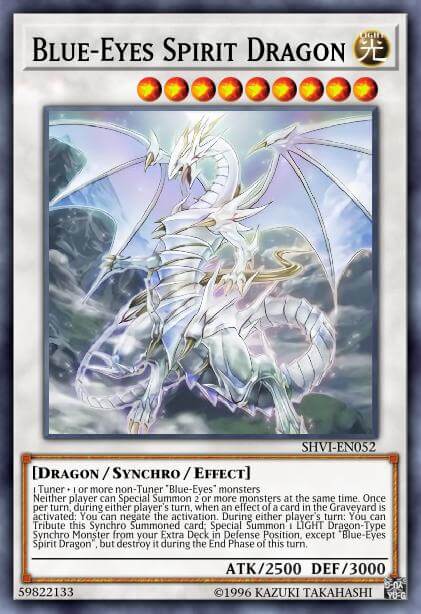 BLUE-EYES SPIRIT DRAGON
LIGHT
光
SHVI-EN052
[DRAGON / SYNCHRO / EFFECT]
1 Tuner + 1 or more non-Tuner "Blue-Eyes" monsters
Neither player can Special Summon 2 or more monsters at the same time. Once
per turn, during either player's turn, when an effect of a card in the Graveyard is
activated: You can negate the activation. During either player's turn: You can
Tribute this Synchro Summoned card; Special Summon 1 LIGHT Dragon-Type
Synchro Monster from your Extra Deck in Defense Position, except "Blue-Eyes
Spirit Dragon", but destroy it during the End Phase of this turn.
ATK/2500 DEF/3000
59822133
©1996 KAZUKI TAKAHASHI